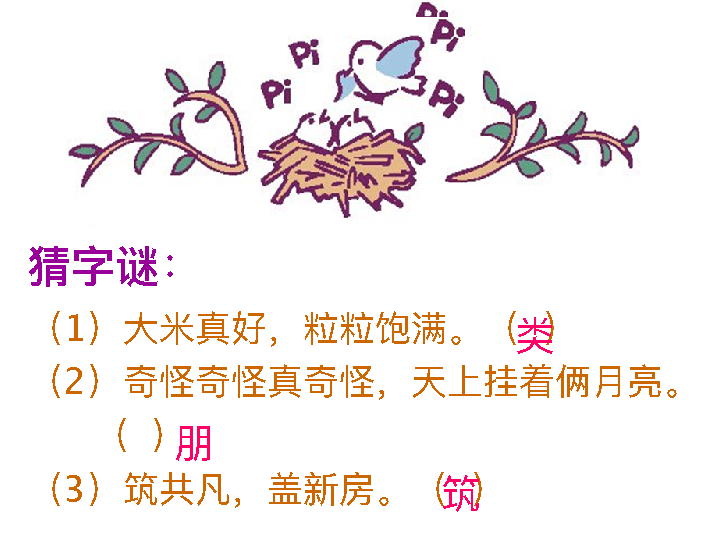 Pi
Pi
Pi
Pi
Pi
Pi
猜字谜：
（1）大米真好，粒粒饱满。（类）
（2）奇怪奇怪真奇怪，天上挂着俩月亮。
（ ）朋
（3）筑共凡，盖新房。（筑）